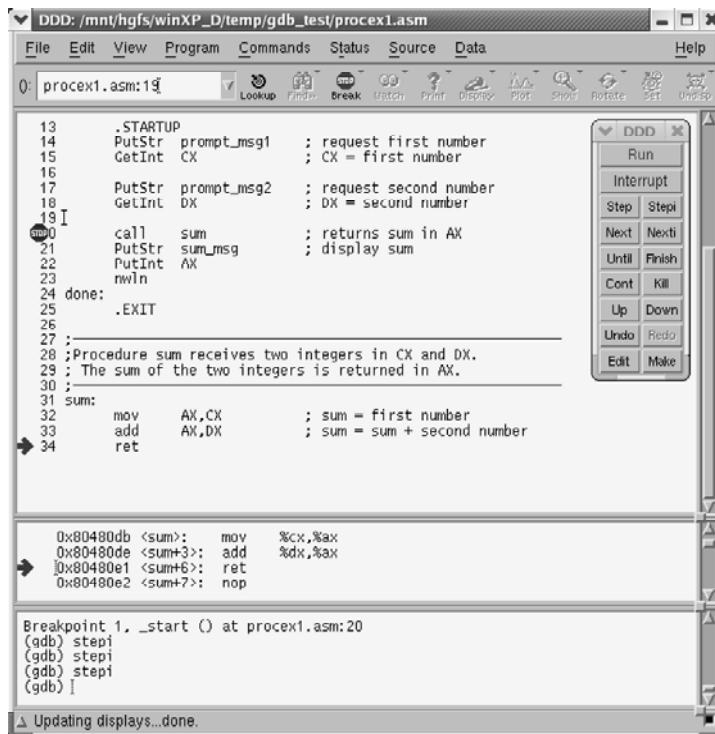 DDD: /mnt/hgfs/winXP_D/temp/gdb_test/procex1.asm
File Edit View Program Commands Status Source Data Help
(): procex1.asm:19
Lookup Find» Break Watch Print Display Plot Show Rotate Set Undisp
13 .STARTUP
14 PutStr prompt_msg1 ; request first number
15 GetInt CX ; CX = first number
16
17 PutStr prompt_msg2 ; request second number
18 GetInt DX ; DX = second number
19
STOP 0 call sum ; returns sum in AX
21 PutStr sum_msg ; display sum
22 PutInt AX
23 nwln
24 done:
25 .EXIT
26
27 ;
28 ;Procedure sum receives two integers in CX and DX.
29 ; The sum of the two integers is returned in AX.
30 ;
31 sum:
32 mov AX,CX ; sum = first number
33 add AX,DX ; sum = sum + second number
34 ret
DDD
Run
Interrupt
Step Stepi
Next Nexti
Until Finish
Cont Kill
Up Down
Undo Redo
Edit Make
0x80480db <sum>: mov %cx,%ax
0x80480de <sum+3>: add %dx,%ax
0x80480e1 <sum+6>: ret
0x80480e2 <sum+7>: nop
Breakpoint 1, _start () at procex1.asm:20
(gdb) stepi
(gdb) stepi
(gdb) stepi
(gdb)
Updating displays...done.